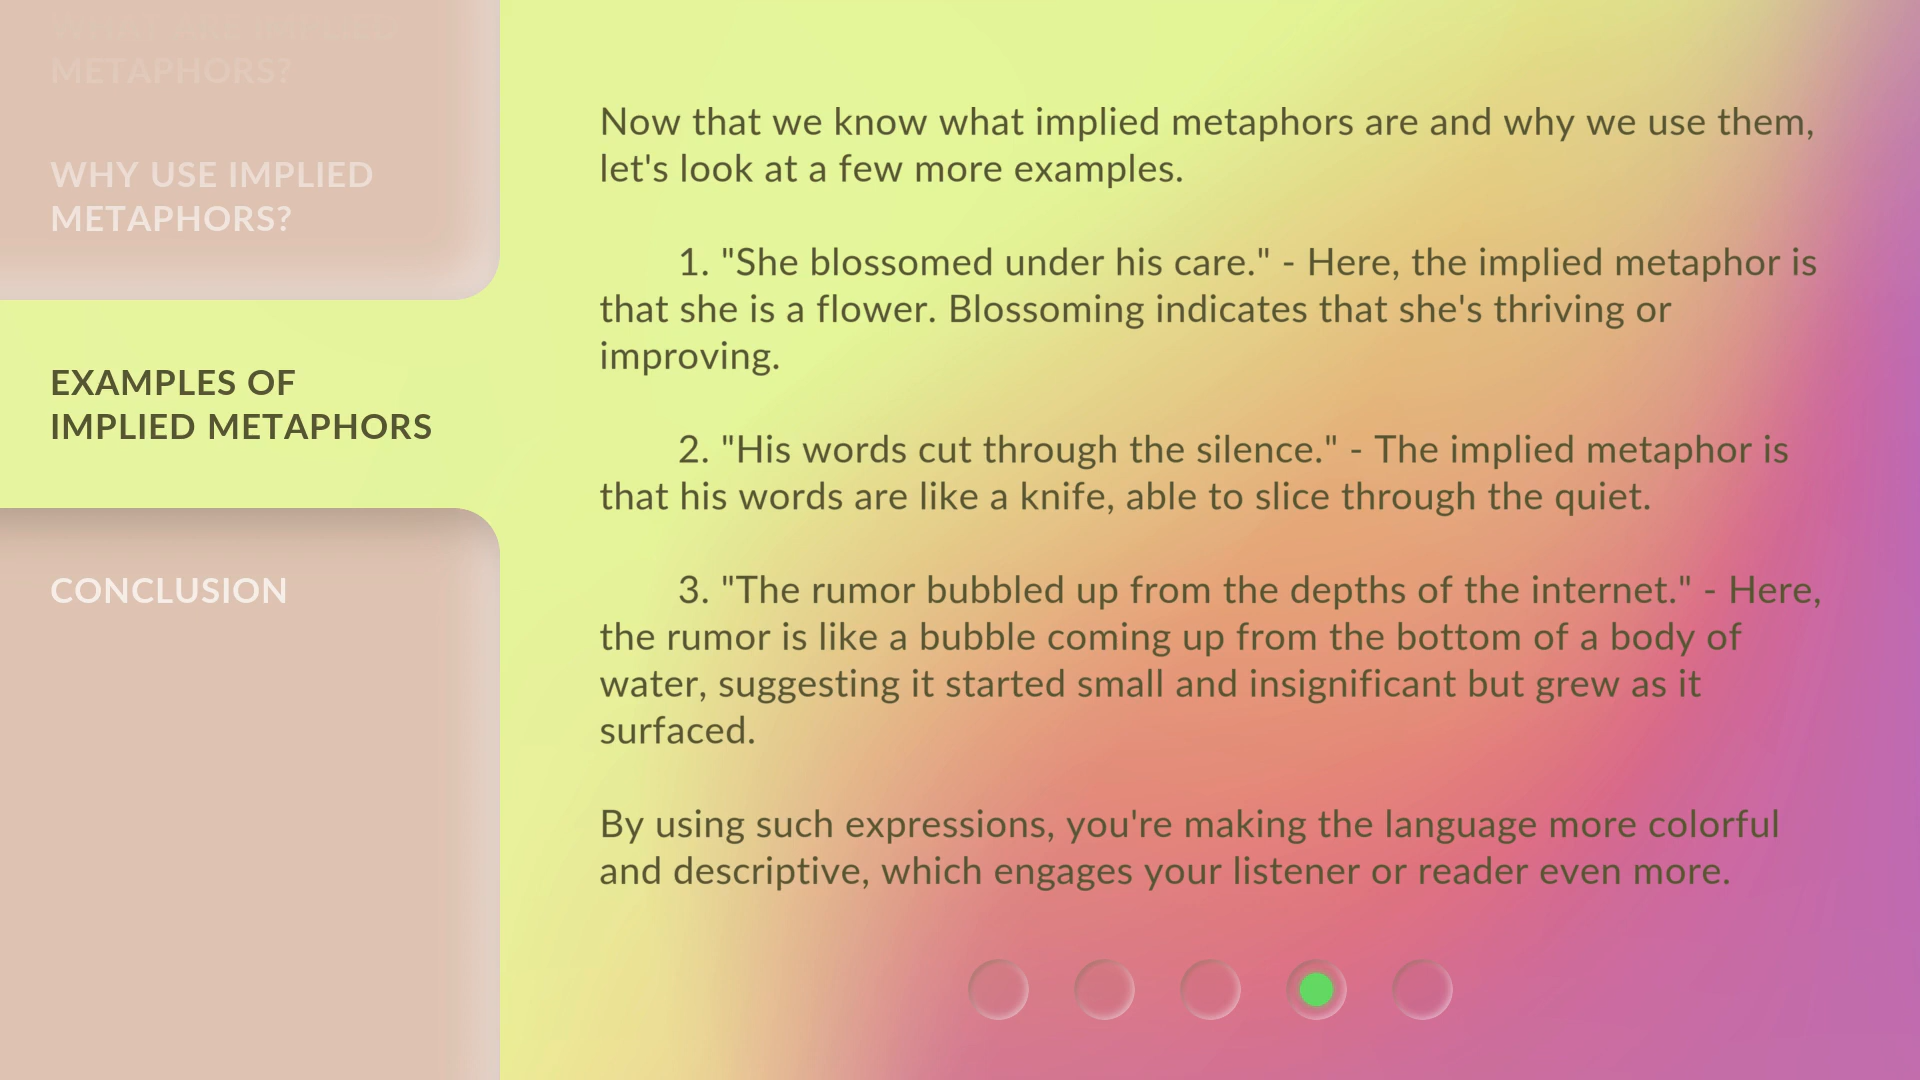 WHAT ARE IMPLIED
METAPHORS?
WHY USE IMPLIED
METAPHORS?
EXAMPLES OF
IMPLIED METAPHORS
CONCLUSION
Now that we know what implied metaphors are and why we use them,
let's look at a few more examples.
1. "She blossomed under his care." - Here, the implied metaphor is
that she is a flower. Blossoming indicates that she's thriving or
improving.
2. "His words cut through the silence." - The implied metaphor is
that his words are like a knife, able to slice through the quiet.
3. "The rumor bubbled up from the depths of the internet." - Here,
the rumor is like a bubble coming up from the bottom of a body of
water, suggesting it started small and insignificant but grew as it
surfaced.
By using such expressions, you're making the language more colorful
and descriptive, which engages your listener or reader even more.